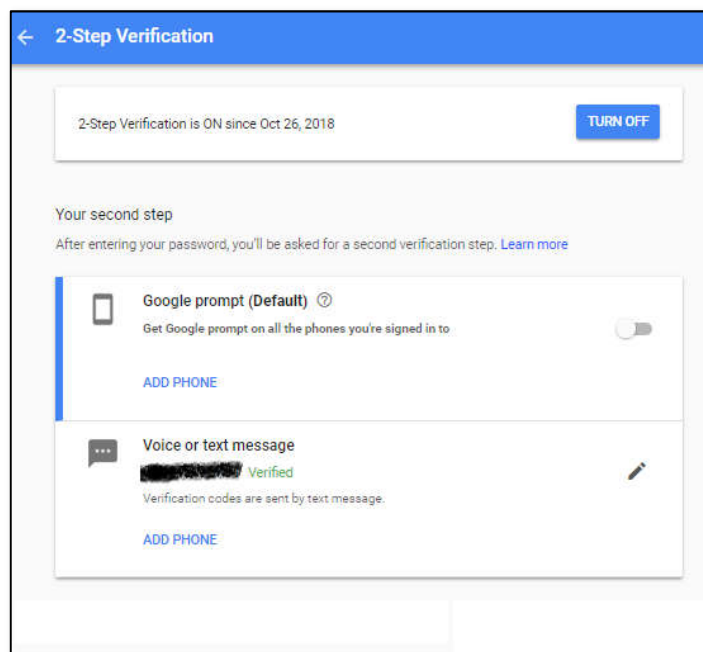 2-Step Verification
2-Step Verification is ON since Oct 26, 2018
TURN OFF
Your second step
After entering your password, you'll be asked for a second verification step. Learn more
Google prompt (Default)
Get Google prompt on all the phones you're signed in to
ADD PHONE
Voice or text message
Verified
Verification codes are sent by text message.
ADD PHONE